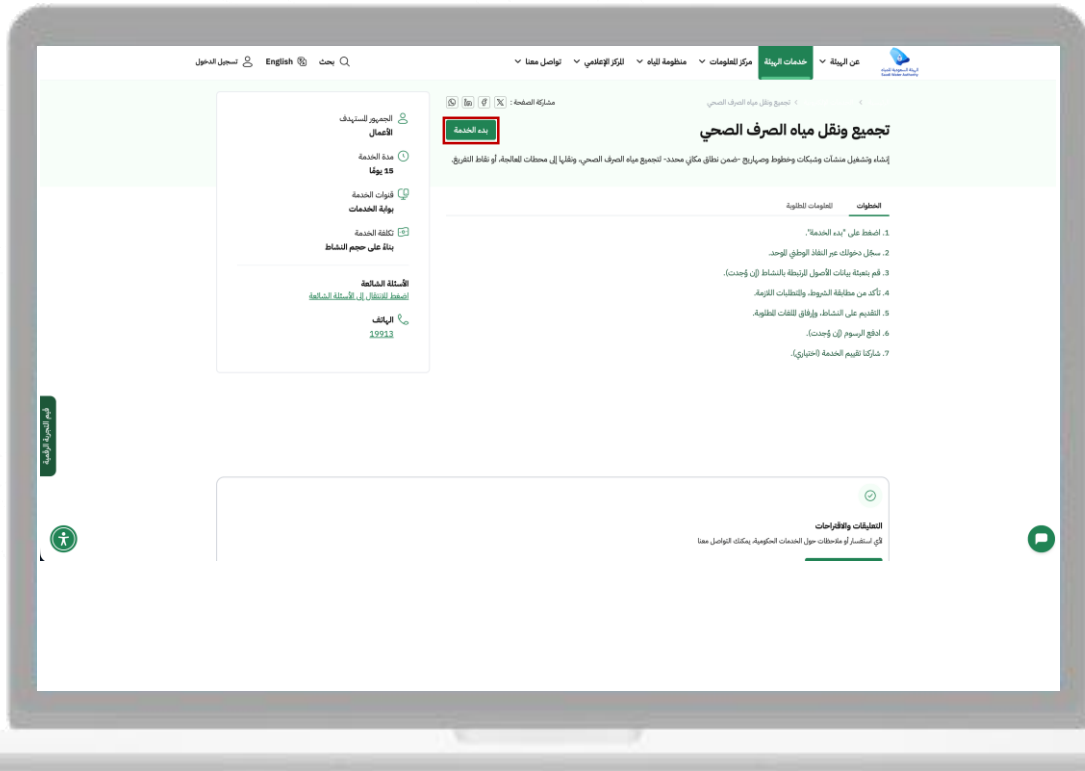 الهيئة السعودية للمياه
Saudi Water Authority
عن الهيئة
خدمات الهيئة
مركز المعلومات
منظومة المياه
المركز الإعلامي
تواصل معنا
بحث
English
تسجيل الدخول
تجميع ونقل مياه الصرف الصحي
مشاركة الصفحة :
تجميع ونقل مياه الصرف الصحي
بدء الخدمة
إنشاء وتشغيل منشآت وشبكات وخطوط وصهاريج -ضمن نطاق مكاني محدد- لتجميع مياه الصرف الصحي، ونقلها إلى محطات المعالجة، أو نقاط التفريغ.
الخطوات
المعلومات المطلوبة
1. اضغط على "بدء الخدمة".
2. سجّل دخولك عبر النفاذ الوطني الموحد.
3. قم بتعبئة بيانات الأصول المرتبطة بالنشاط (إن وُجدت).
4. تأكد من مطابقة الشروط، والمتطلبات اللازمة.
5. التقديم على النشاط، وإرفاق الملفات المطلوبة.
6. ادفع الرسوم (إن وُجدت).
7. شاركنا تقييم الخدمة (اختياري).
الجمهور المستهدف
الأعمال
مدة الخدمة
15 يومًا
قنوات الخدمة
بوابة الخدمات
تكلفة الخدمة
بناءً على حجم النشاط
الأسئلة الشائعة
اضغط للانتقال إلى الأسئلة الشائعة
الهاتف
19913
قيم التجربة الرقمية
التعليقات والاقتراحات
لأي استفسار أو ملاحظات حول الخدمات الحكومية، يمكنك التواصل معنا